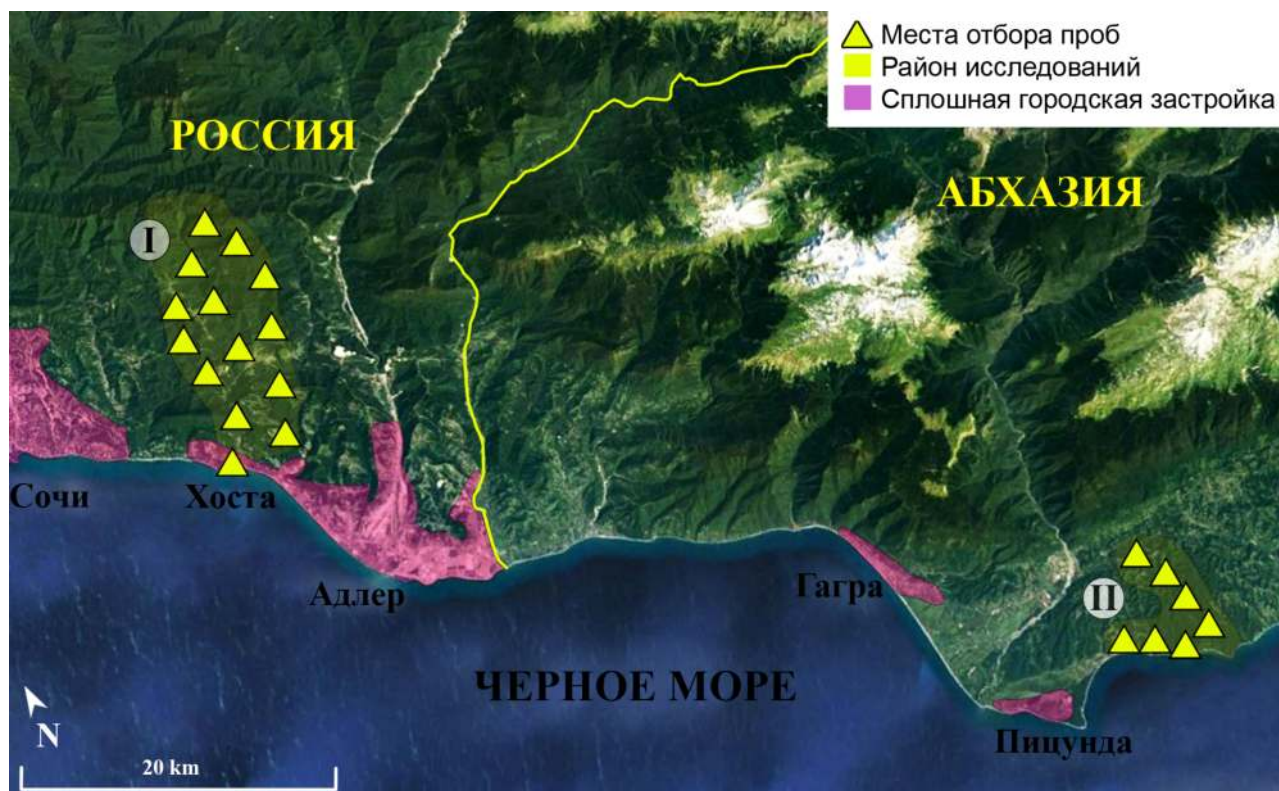 Места отбора проб
Район исследований
Сплошная городская застройка
РОССИЯ
АБХАЗИЯ
I
Сочи
Хоста
Адлер
Гагра
II
ЧЕРНОЕ МОРЕ
Пицунда
N
20 km